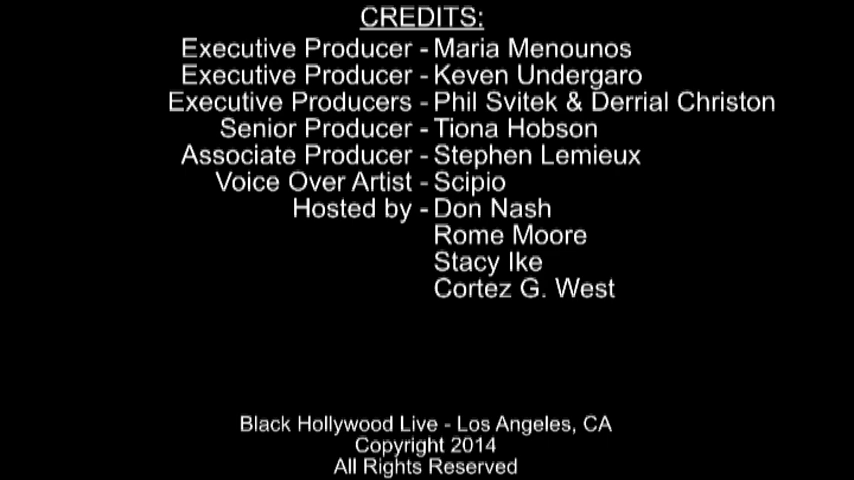 CREDITS:
Executive Producer - Maria Menounos
Executive Producer - Keven Undergaro
Executive Producers - Phil Svitek & Derrial Christon
Senior Producer - Tiona Hobson
Associate Producer - Stephen Lemieux
Voice Over Artist - Scipio
Hosted by - Don Nash
Rome Moore
Stacy Ike
Cortez G. West
Black Hollywood Live - Los Angeles, CA
Copyright 2014
All Rights Reserved